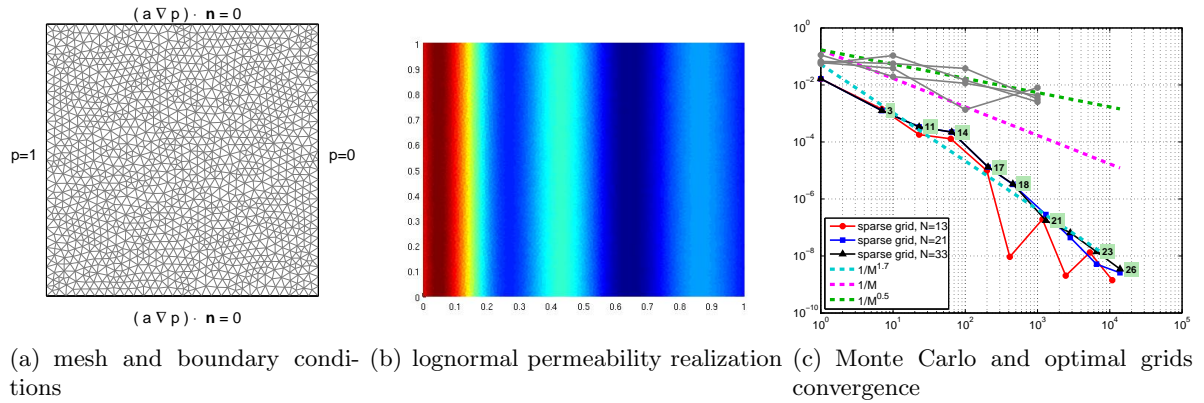 ( a ∇ p ) · n = 0
p=1
p=0
( a ∇ p ) · n = 0
1
0.9
0.8
0.7
0.6
0.5
0.4
0.3
0.2
0.1
0
0 0.1 0.2 0.3 0.4 0.5 0.6 0.7 0.8 0.9 1
10^0
10^-2
10^-4
10^-6
10^-8
10^-10
3
11
14
17
18
21
23
26
sparse grid, N=13
sparse grid, N=21
sparse grid, N=33
1/M^1.7
1/M
1/M^0.5
10^0 10^1 10^2 10^3 10^4 10^5
(a) mesh and boundary condi-
tions
(b) lognormal permeability realization
(c) Monte Carlo and optimal grids
convergence